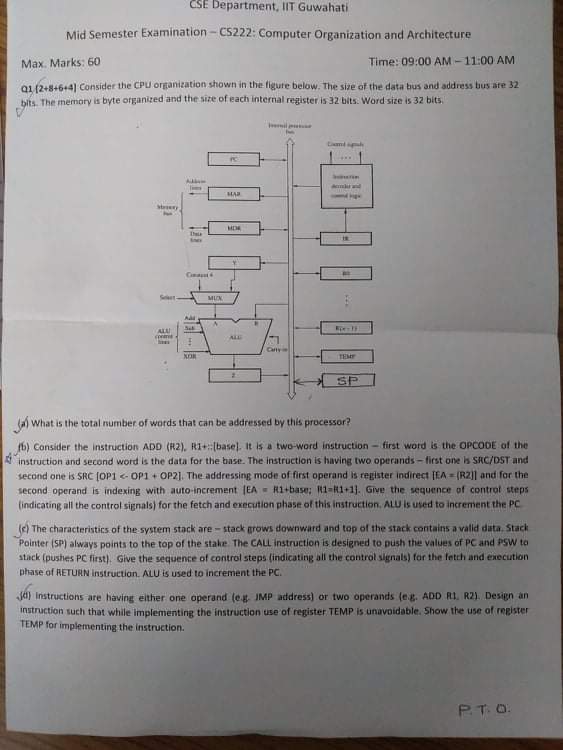 CSE Department, IIT Guwahati
Mid Semester Examination – CS222: Computer Organization and Architecture
Max. Marks: 60
Time: 09:00 AM – 11:00 AM
Q1 [2+8+6+4] Consider the CPU organization shown in the figure below. The size of the data bus and address bus are 32
bits. The memory is byte organized and the size of each internal register is 32 bits. Word size is 32 bits.
Internal processor
bus
Control signals
...
PC
Instruction
decoder and
control logic
Address
lines
MAR
Memory
bus
MDR
Data
lines
IR
Y
Constant 4
R0
Select
MUX
Add
A
B
Sub
ALU
control
lines
ALU
R(n - 1)
Carry-in
XOR
TEMP
Z
SP
(a) What is the total number of words that can be addressed by this processor?
(b) Consider the instruction ADD (R2), R1+::[base]. It is a two-word instruction – first word is the OPCODE of the
instruction and second word is the data for the base. The instruction is having two operands – first one is SRC/DST and
second one is SRC [OP1 <- OP1 + OP2]. The addressing mode of first operand is register indirect [EA = (R2)] and for the
second operand is indexing with auto-increment [EA = R1+base; R1=R1+1]. Give the sequence of control steps
(indicating all the control signals) for the fetch and execution phase of this instruction. ALU is used to increment the PC.
(c) The characteristics of the system stack are – stack grows downward and top of the stack contains a valid data. Stack
Pointer (SP) always points to the top of the stake. The CALL instruction is designed to push the values of PC and PSW to
stack (pushes PC first). Give the sequence of control steps (indicating all the control signals) for the fetch and execution
phase of RETURN instruction. ALU is used to increment the PC.
(d) Instructions are having either one operand (e.g. JMP address) or two operands (e.g. ADD R1, R2). Design an
instruction such that while implementing the instruction use of register TEMP is unavoidable. Show the use of register
TEMP for implementing the instruction.
P.T.O.